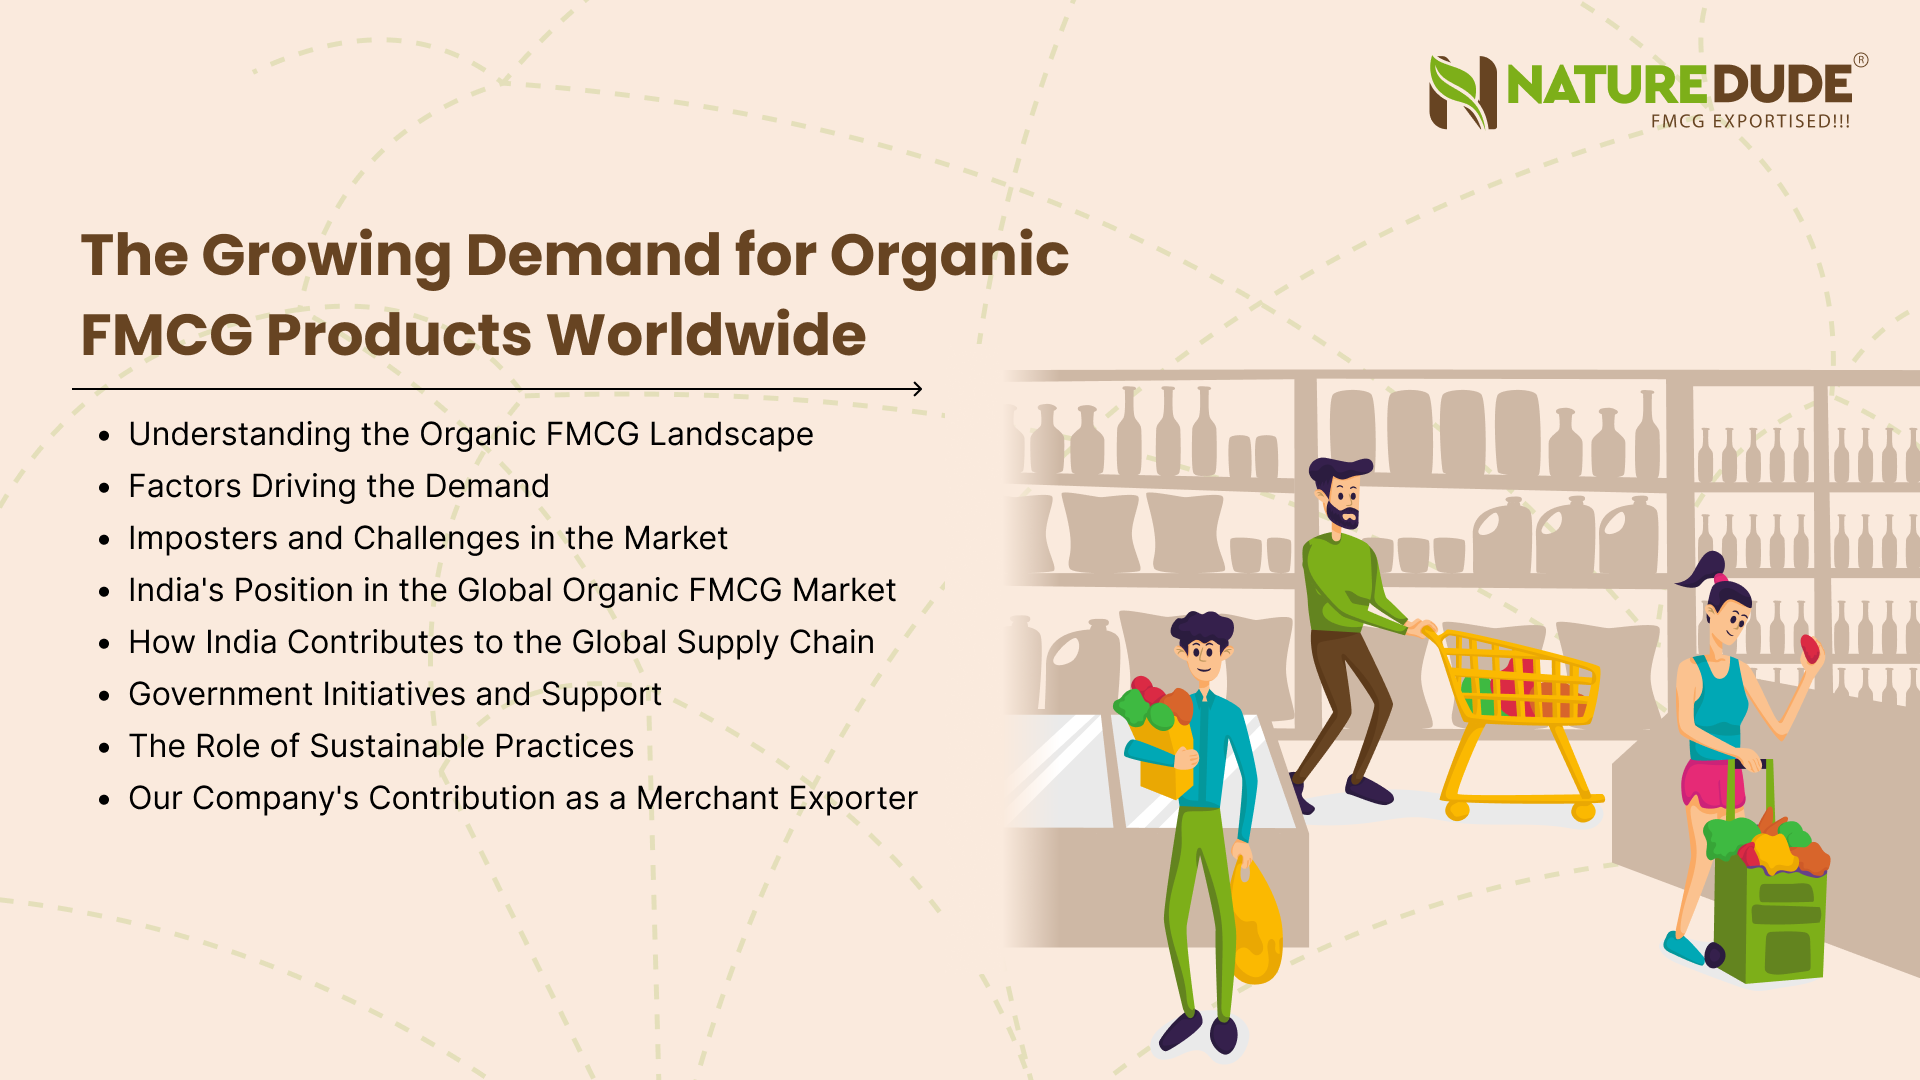 NATUREDUDE®
FMCG EXPORTISED!!!
The Growing Demand for Organic
FMCG Products Worldwide
• Understanding the Organic FMCG Landscape
• Factors Driving the Demand
• Imposters and Challenges in the Market
• India's Position in the Global Organic FMCG Market
• How India Contributes to the Global Supply Chain
• Government Initiatives and Support
• The Role of Sustainable Practices
• Our Company's Contribution as a Merchant Exporter